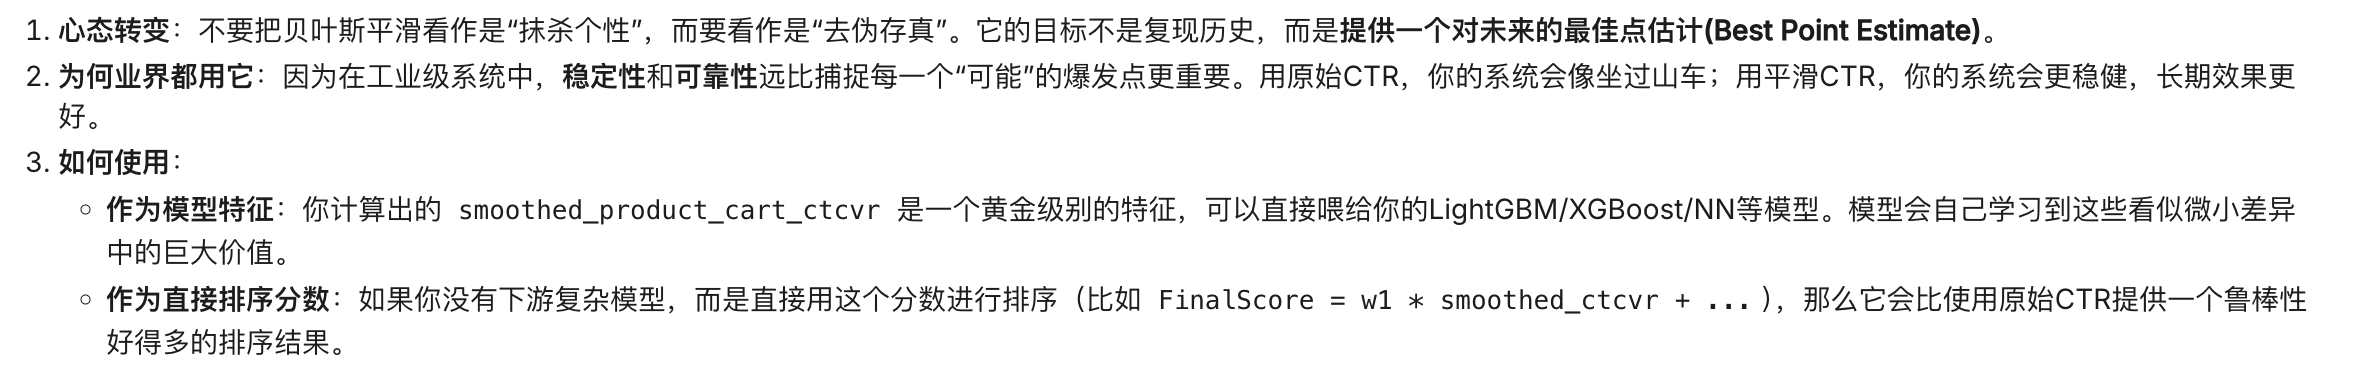 1. 心态转变：不要把贝叶斯平滑看作是“抹杀个性”，而要看作是“去伪存真”。它的目标不是复现历史，而是提供一个对未来的最佳点估计(Best Point Estimate)。
2. 为何业界都用它：因为在工业级系统中，稳定性和可靠性远比捕捉每一个“可能”的爆发点更重要。用原始CTR，你的系统会像坐过山车；用平滑CTR，你的系统会更稳健，长期效果更
好。
3. 如何使用：
○ 作为模型特征：你计算出的 smoothed_product_cart_ctcvr 是一个黄金级别的特征，可以直接喂给你的LightGBM/XGBoost/NN等模型。模型会自己学习到这些看似微小差异
中的巨大价值。
○ 作为直接排序分数：如果你没有下游复杂模型，而是直接用这个分数进行排序（比如 FinalScore = w1 * smoothed_ctcvr + ... ），那么它会比使用原始CTR提供一个鲁棒性
好得多的排序结果。